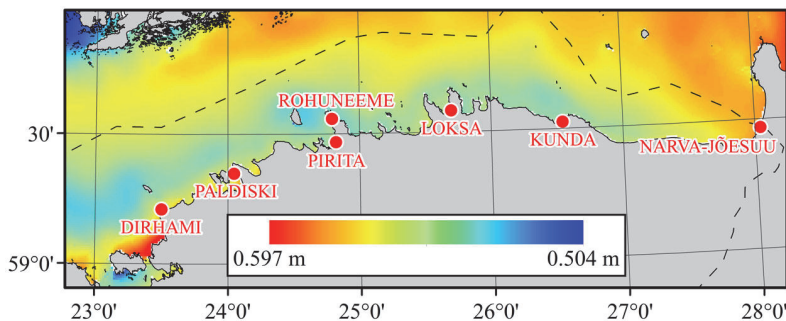 ROHUNEEME
LOKSA
KUNDA
NARVA-JÕESUU
30'
PIRITA
PALDISKI
DIRHAMI
0.597 m
0.504 m
59°0'
23°0'
24°0'
25°0'
26°0'
27°0'
28°0'